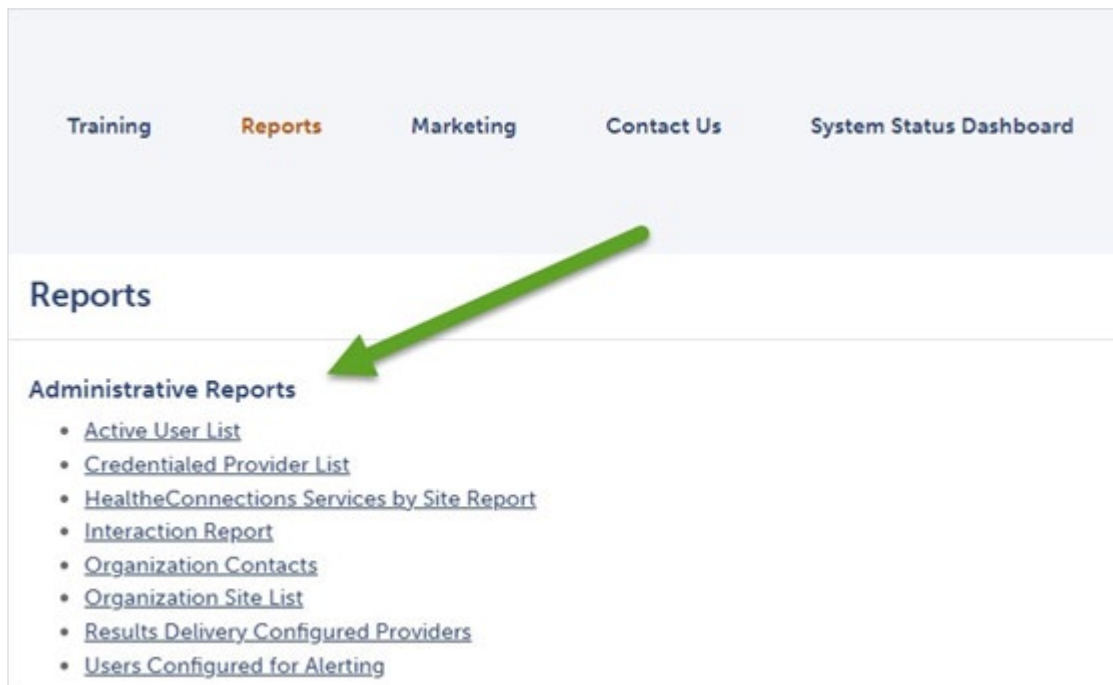 Training Reports Marketing Contact Us System Status Dashboard
Reports
Administrative Reports
Active User List
Credentialed Provider List
HealtheConnections Services by Site Report
Interaction Report
Organization Contacts
Organization Site List
Results Delivery Configured Providers
Users Configured for Alerting